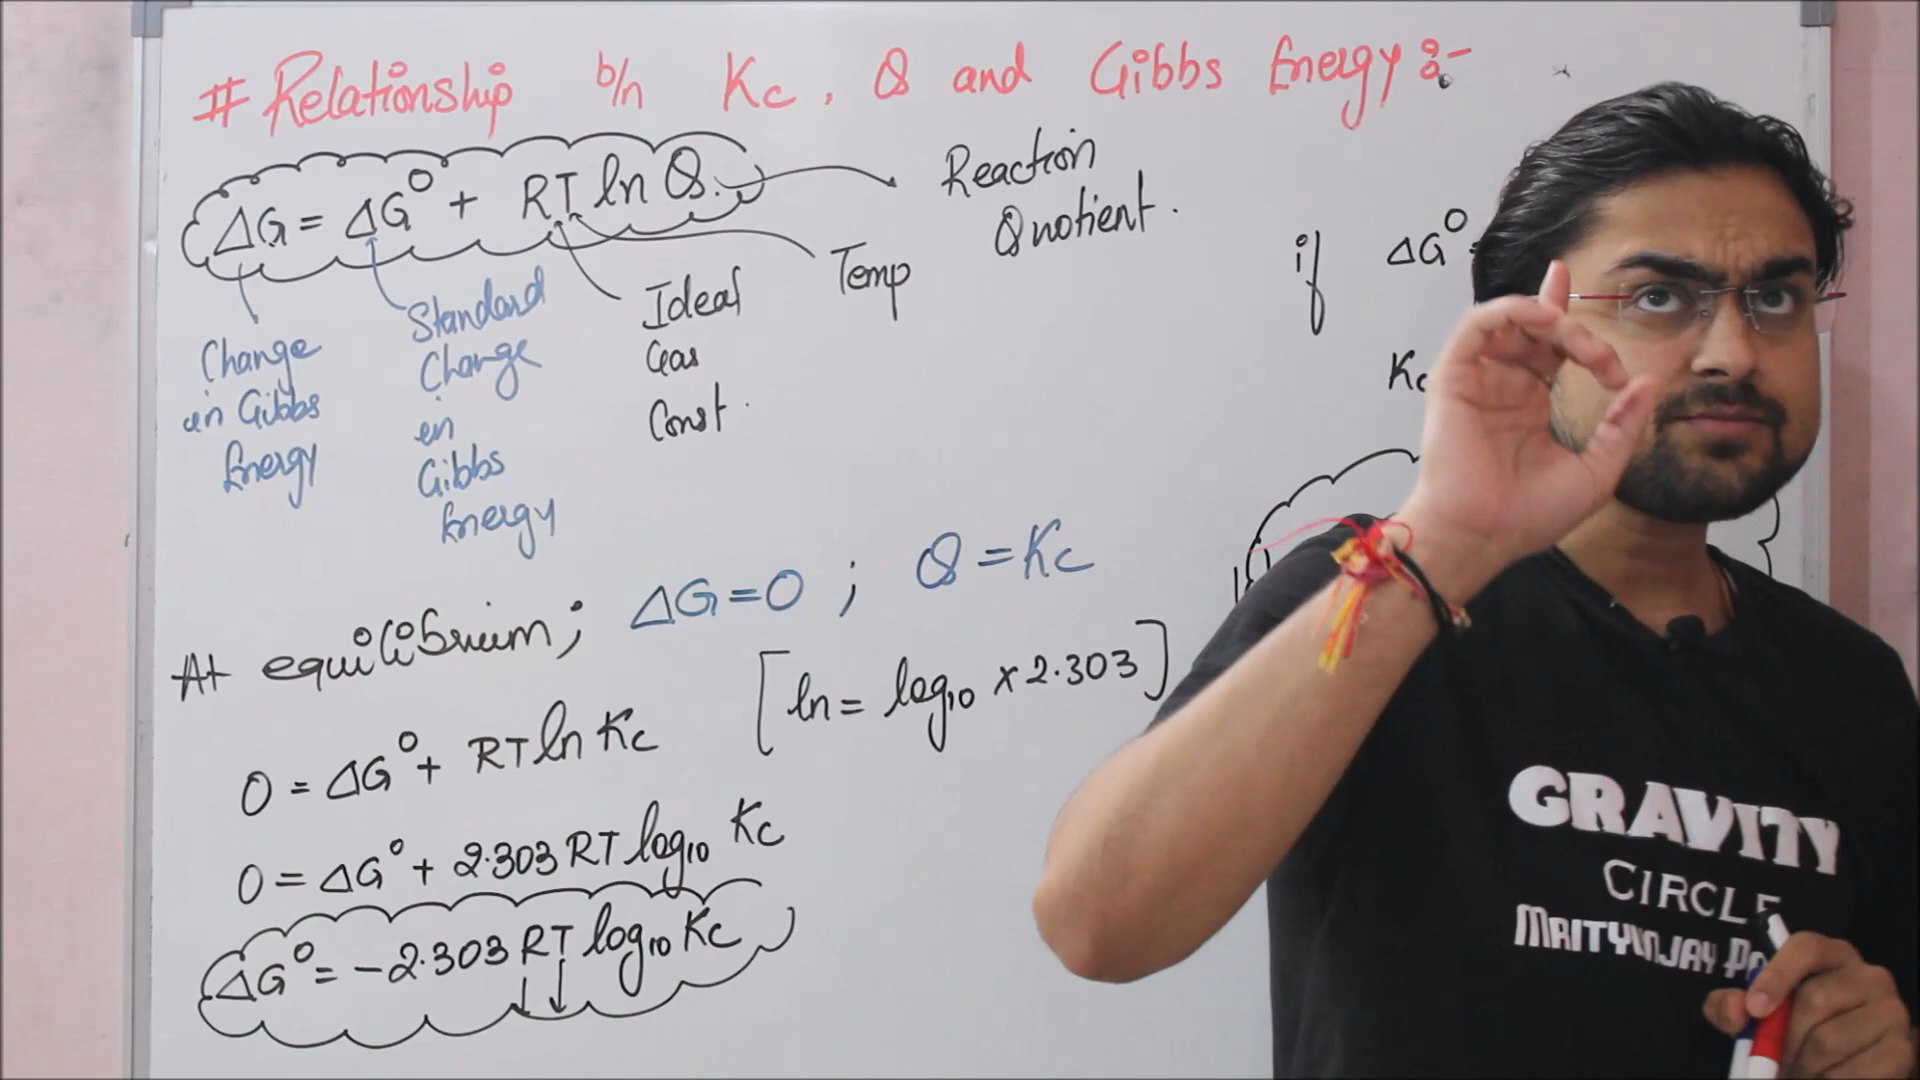 # Relationship b/n Kc, Q and Gibbs Energy :-
ΔG = ΔG° + RT ln Q
Reaction
Quotient.
Temp
Ideal
Gas
Const.
Standard
Change
in
Gibbs
Energy
Change
in Gibbs
Energy
if ΔG°
Kc
At equilibrium; ΔG = 0 ; Q = Kc
[ln = log₁₀ × 2.303]
0 = ΔG° + RT ln Kc
0 = ΔG° + 2.303 RT log₁₀ Kc
ΔG° = -2.303 RT log₁₀ Kc
GRAVITY
CIRCLE